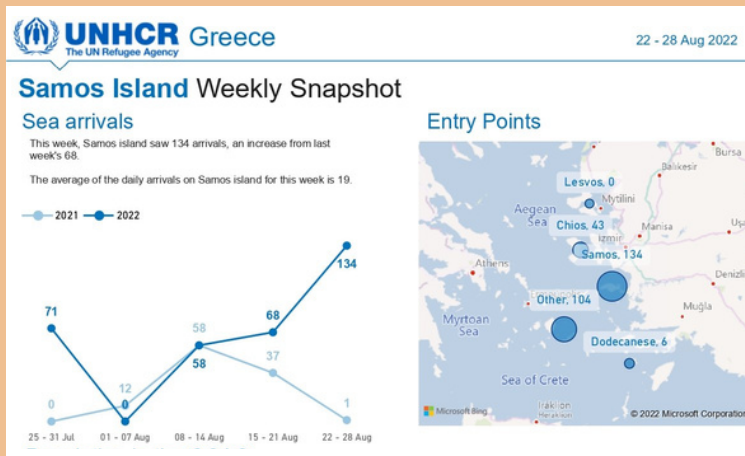 UNHCR
The UN Refugee Agency
Greece
22 - 28 Aug 2022
Samos Island Weekly Snapshot
Sea arrivals
This week, Samos island saw 134 arrivals, an increase from last
week's 68.
The average of the daily arrivals on Samos island for this week is 19.
2021 2022
71
0
12
0
58
58
68
37
134
1
25 - 31 Jul 01 - 07 Aug 08 - 14 Aug 15 - 21 Aug 22 - 28 Aug
Entry Points
Bursa
Balıkesir
Lesvos, 0
Mytilini
Aegean
Sea
Chios, 43
Manisa
Izmir
Samos, 134
Athens
Denizli
Other, 104
Muğla
Myrtoan
Sea
Dodecanese, 6
Sea of Crete
Iraklion
Microsoft Bing
© 2022 Microsoft Corporation